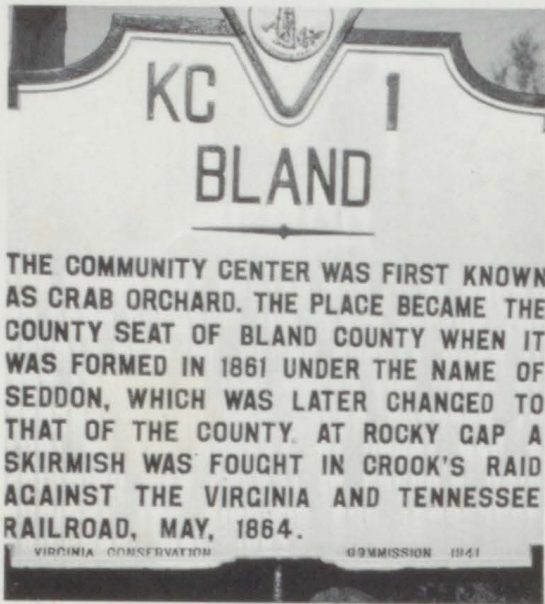 KC 1
BLAND
THE COMMUNITY CENTER WAS FIRST KNOWN
AS CRAB ORCHARD. THE PLACE BECAME THE
COUNTY SEAT OF BLAND COUNTY WHEN IT
WAS FORMED IN 1861 UNDER THE NAME OF
SEDDON, WHICH WAS LATER CHANGED TO
THAT OF THE COUNTY. AT ROCKY GAP A
SKIRMISH WAS FOUGHT IN CROOK'S RAID
AGAINST THE VIRGINIA AND TENNESSEE
RAILROAD, MAY, 1864.
VIRGINIA CONSERVATION COMMISSION 1941